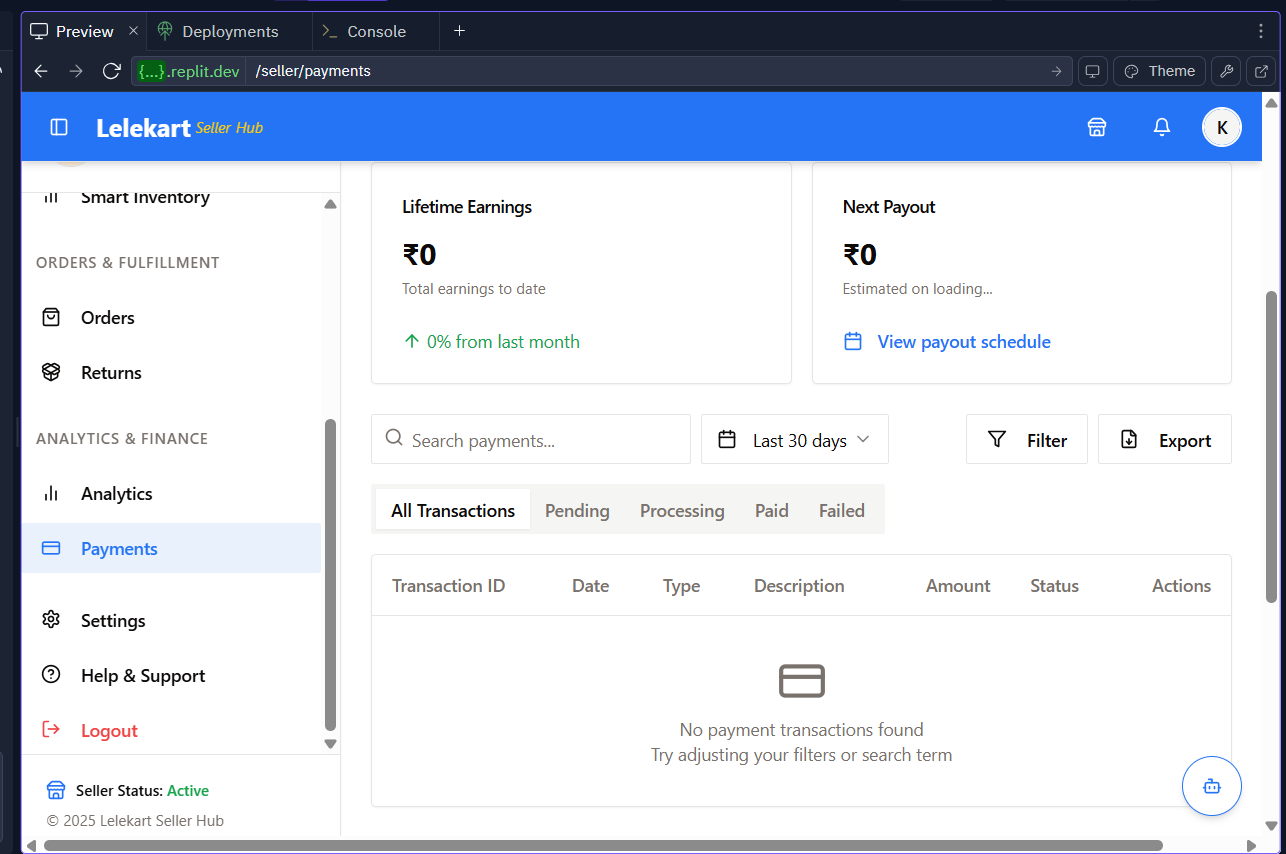 Preview
Deployments
Console
{...}.replit.dev
/seller/payments
Theme
Lelekart Seller Hub
K
Smart Inventory
ORDERS & FULFILLMENT
Orders
Returns
ANALYTICS & FINANCE
Analytics
Payments
Settings
Help & Support
Logout
Seller Status: Active
© 2025 Lelekart Seller Hub
Lifetime Earnings
₹0
Total earnings to date
0% from last month
Next Payout
₹0
Estimated on loading...
View payout schedule
Search payments...
Last 30 days
Filter
Export
All Transactions
Pending
Processing
Paid
Failed
Transaction ID
Date
Type
Description
Amount
Status
Actions
No payment transactions found
Try adjusting your filters or search term